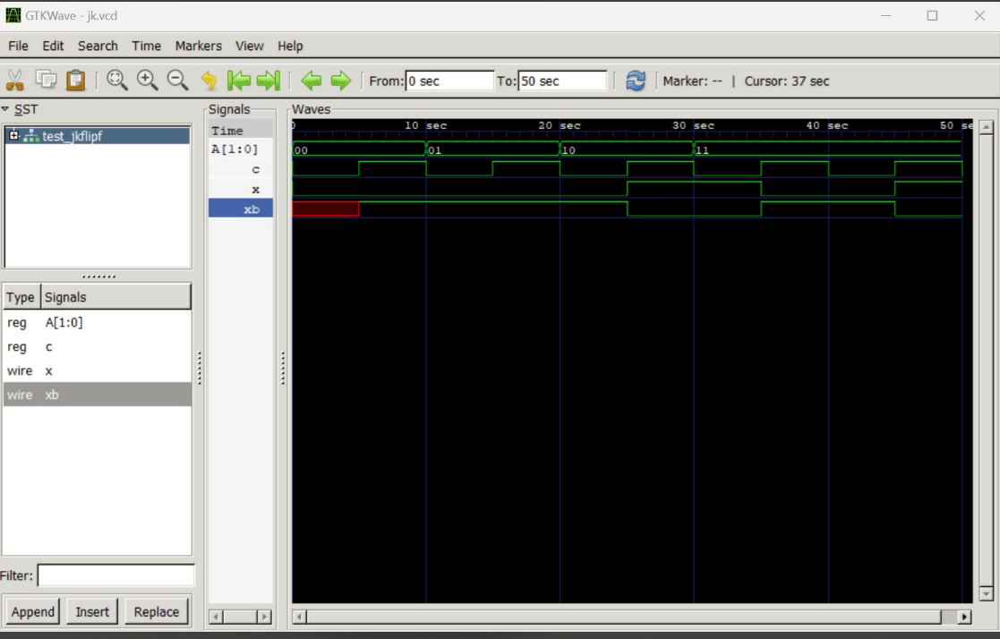 GTKWave - jk.vcd
File Edit Search Time Markers View Help
From: 0 sec To: 50 sec Marker: -- | Cursor: 37 sec
SST
test_jkflipf
Type Signals
reg A[1:0]
reg c
wire x
wire xb
Filter:
Append Insert Replace
Signals
Time
A[1:0]
c
x
xb
Waves
0 10 sec 20 sec 30 sec 40 sec 50 se
00 01 10 11